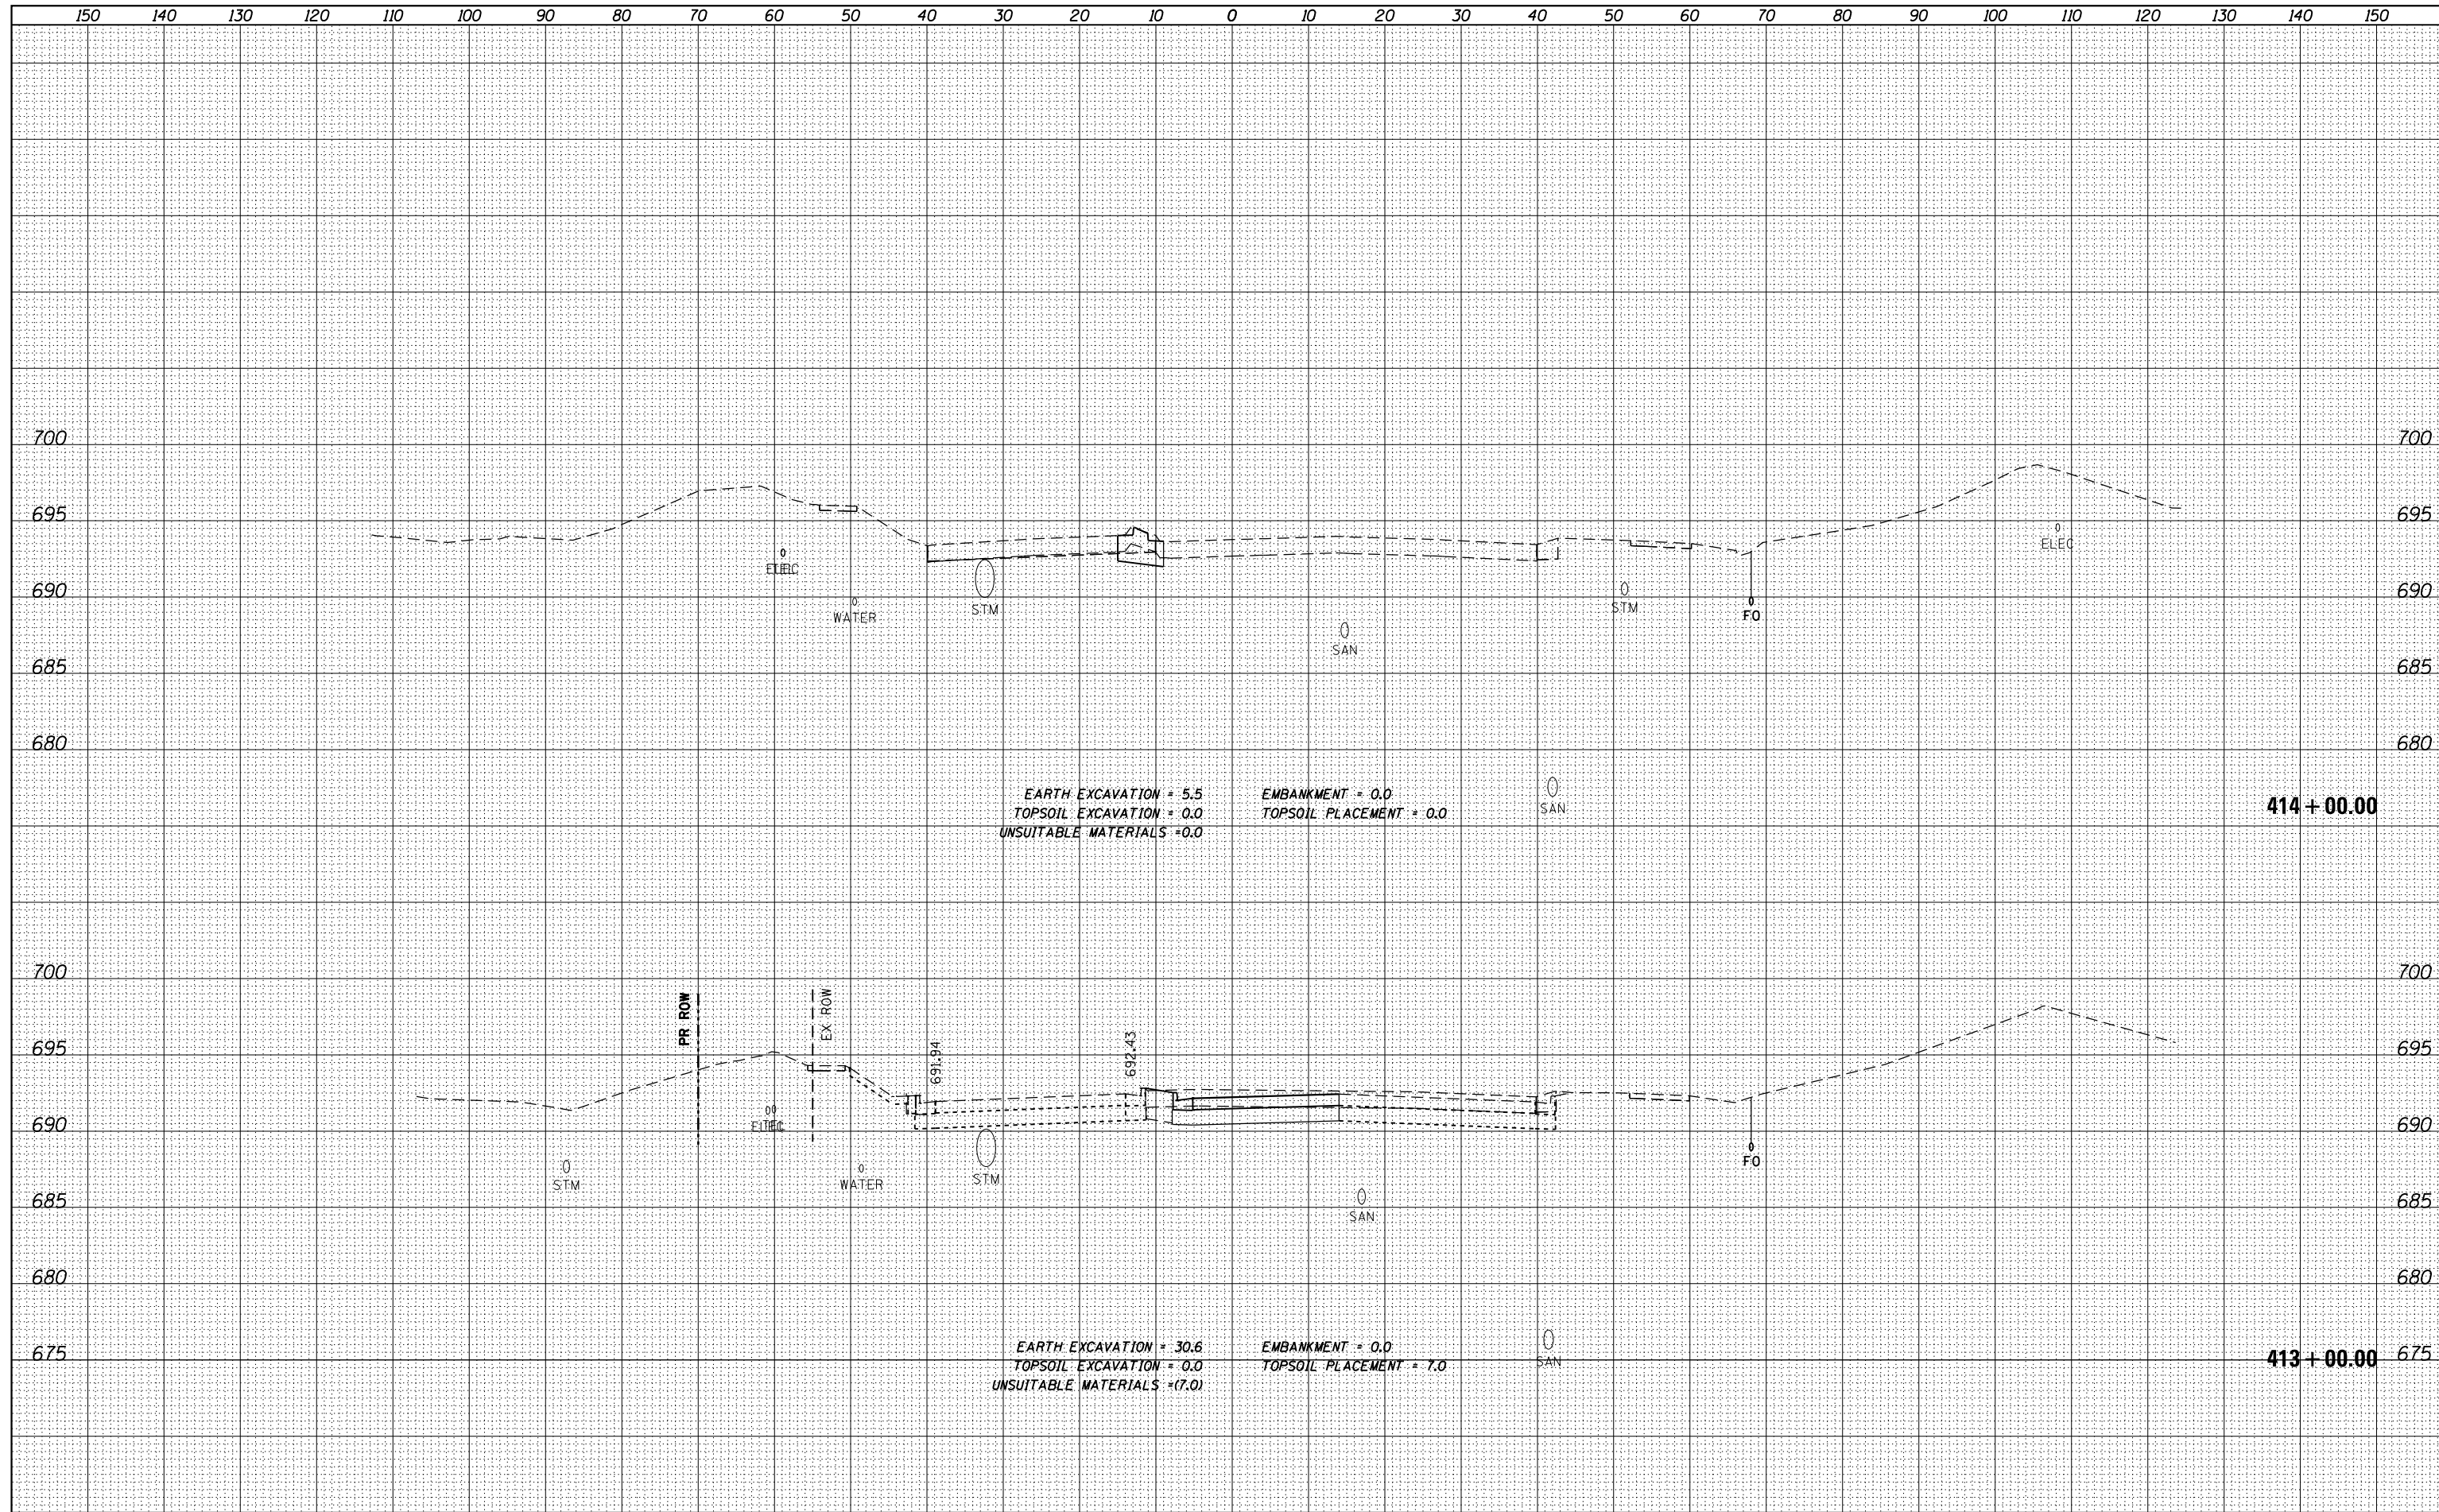 150 140 130 120 110 100 90 80 70 60 50 40 30 20 10 0 10 20 30 40 50 60 70 80 90 100 110 120 130 140 150
700 700
695 695
ELEC
ELEC
WATER
STM
STM
FO
690 690
SAN
685 685
680 680
EARTH EXCAVATION = 5.5 EMBANKMENT = 0.0
TOPSOIL EXCAVATION = 0.0 TOPSOIL PLACEMENT = 0.0
UNSUITABLE MATERIALS =0.0
SAN
414+00.00
700 700
PR ROW
EX ROW
695 695
691.94
692.43
690 690
ELEC
TEL
STM
WATER
STM
FO
685 685
SAN
680 680
EARTH EXCAVATION = 30.6 EMBANKMENT = 0.0
TOPSOIL EXCAVATION = 0.0 TOPSOIL PLACEMENT = 7.0
UNSUITABLE MATERIALS =(7.0)
SAN
675 413+00.00 675